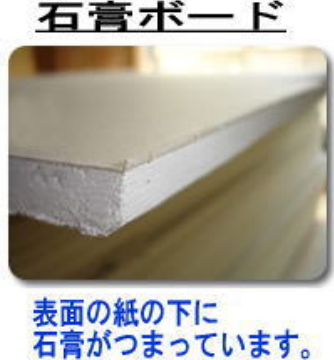 石膏ボード
表面の紙の下に
石膏がつまっています。